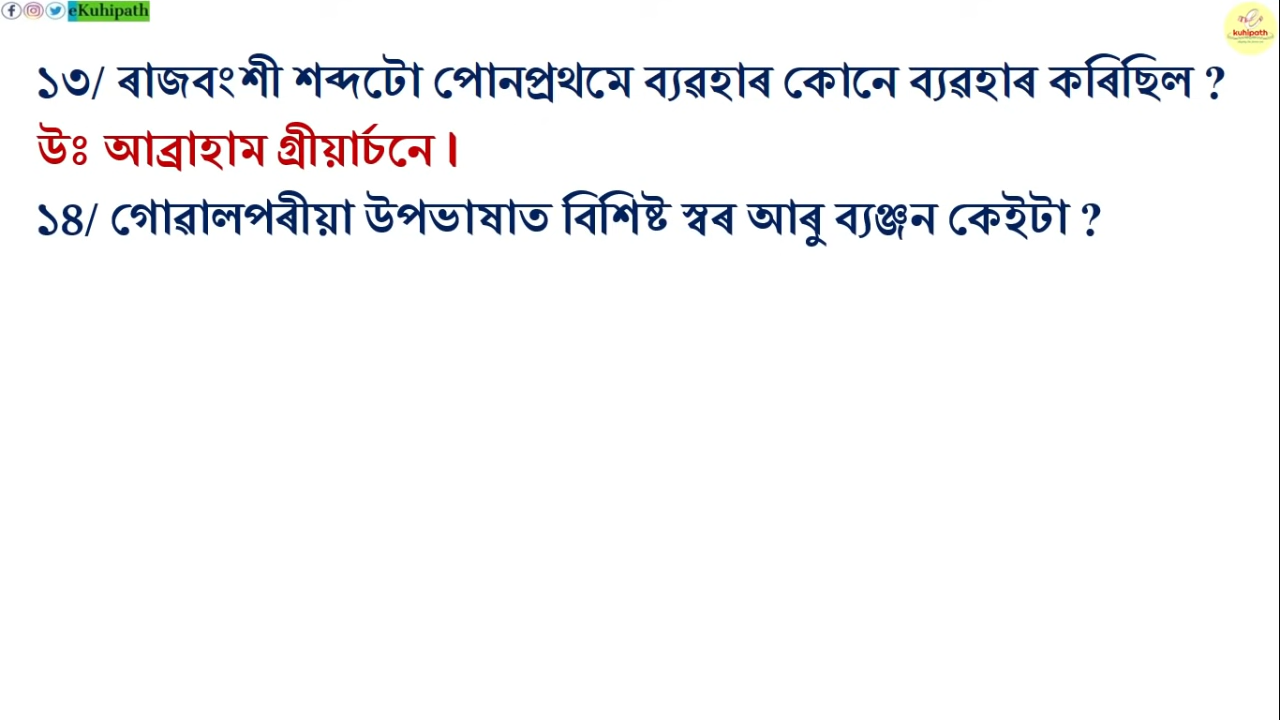 eKuhipath
kuhipath
১৩/ ৰাজবংশী শব্দটো পোনপ্ৰথমে ব্যৱহাৰ কোনে ব্যৱহাৰ কৰিছিল ?
উঃ আব্ৰাহাম গ্ৰীয়াৰ্চনে।
১৪/ গোৱালপৰীয়া উপভাষাত বিশিষ্ট স্বৰ আৰু ব্যঞ্জন কেইটা ?